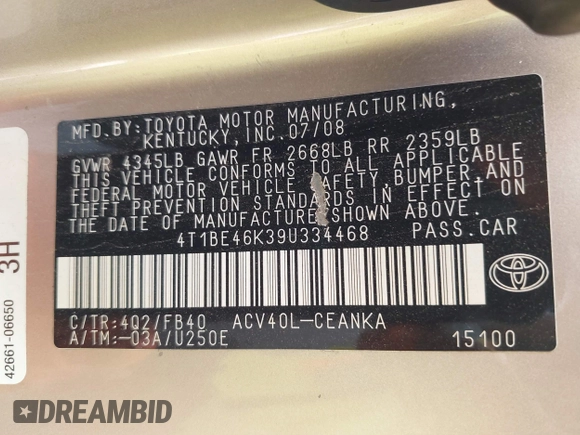 MFD.BY:TOYOTA MOTOR MANUFACTURING,
KENTUCKY,INC.07/08
GVWR 4345LB GAWR FR 2668LB RR 2359LB
THIS VEHICLE CONFORMS TO ALL APPLICABLE
FEDERAL MOTOR VEHICLE SAFETY,BUMPER,AND
THEFT PREVENTION STANDARDS IN EFFECT ON
THE DATE OF MANUFACTURE SHOWN ABOVE.
4T1BE46K39U334468 PASS.CAR
C/TR:4Q2/FB40 ACV40L-CEANKA
A/TM:-03A/U250E 15100
TOYOTA
3H
42661-06650
DREAMBID